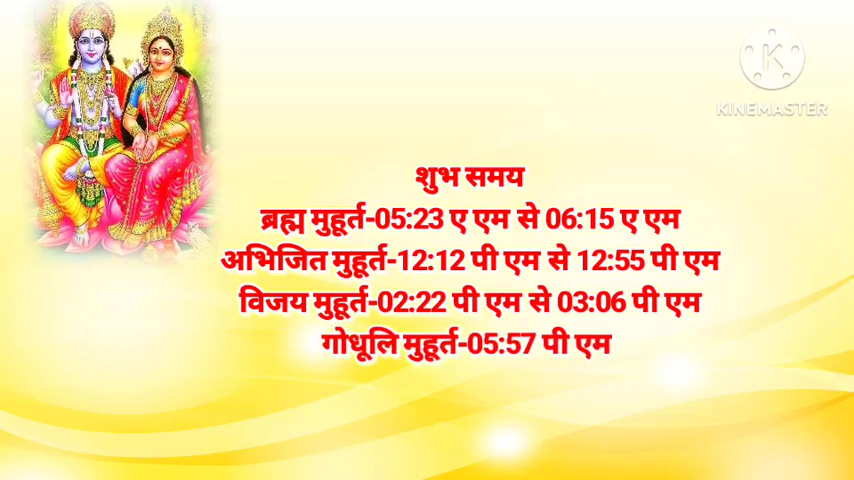 KINEMASTER
शुभ समय
ब्रह्म मुहूर्त-05:23 ए एम से 06:15 ए एम
अभिजित मुहूर्त-12:12 पी एम से 12:55 पी एम
विजय मुहूर्त-02:22 पी एम से 03:06 पी एम
गोधूलि मुहूर्त-05:57 पी एम